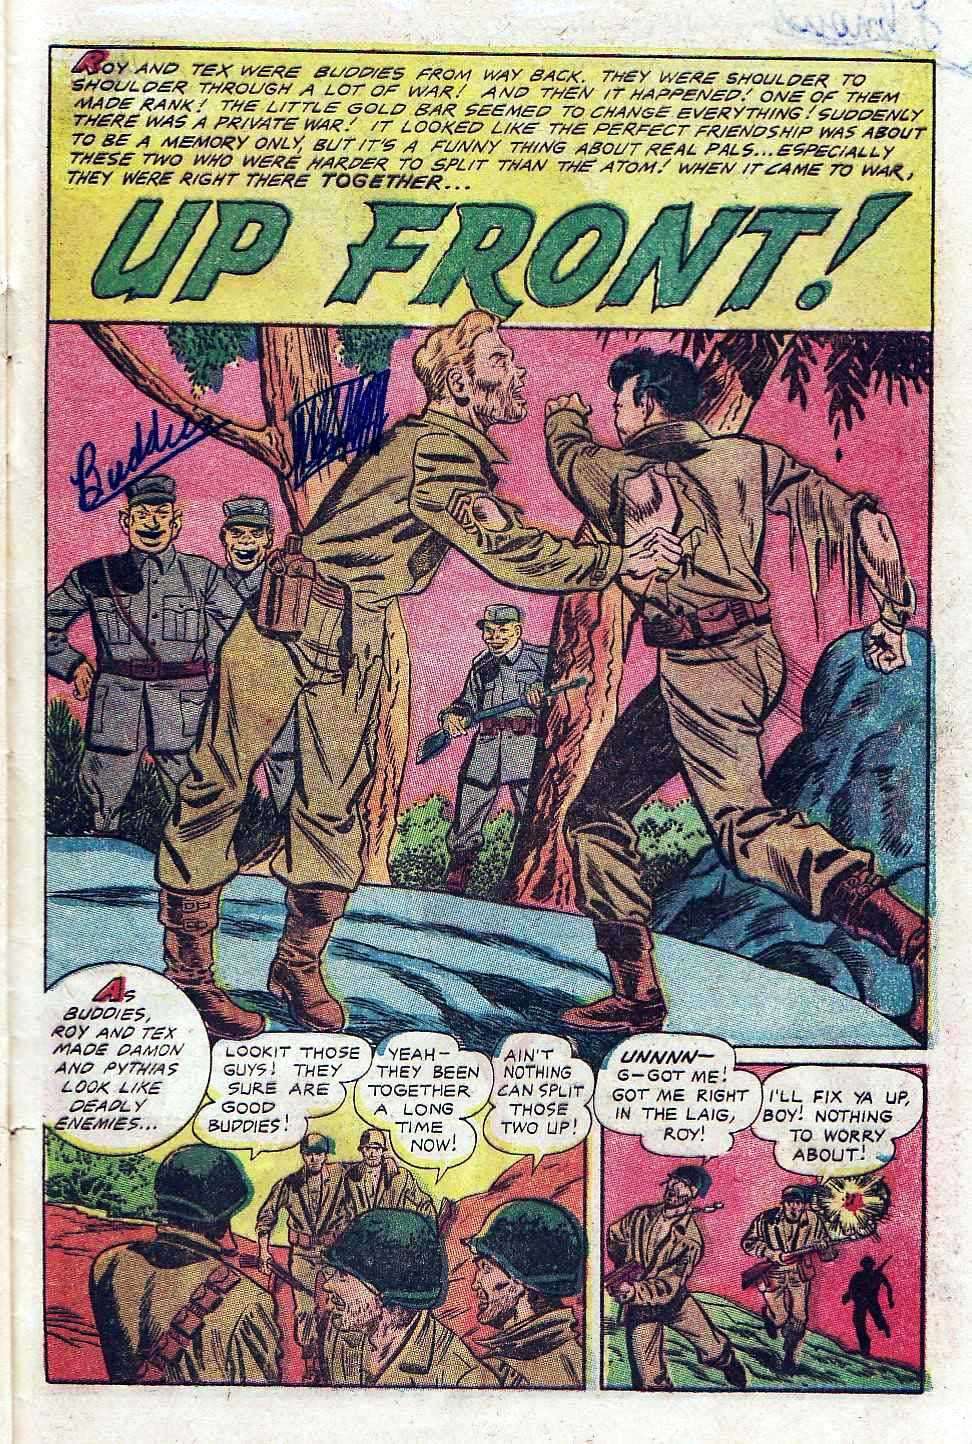 ROY AND TEX WERE BUDDIES FROM WAY BACK. THEY WERE SHOULDER TO
SHOULDER THROUGH A LOT OF WAR! AND THEN IT HAPPENED! ONE OF THEM
MADE RANK! THE LITTLE GOLD BAR SEEMED TO CHANGE EVERYTHING! SUDDENLY
THERE WAS A PRIVATE WAR! IT LOOKED LIKE THE PERFECT FRIENDSHIP WAS ABOUT
TO BE A MEMORY ONLY, BUT IT'S A FUNNY THING ABOUT REAL PALS... ESPECIALLY
THESE TWO WHO WERE HARDER TO SPLIT THAN THE ATOM! WHEN IT CAME TO WAR,
THEY WERE RIGHT THERE TOGETHER...
UP FRONT!
Buddies
AS
BUDDIES,
ROY AND TEX
MADE DAMON
AND PYTHIAS
LOOK LIKE
DEADLY
ENEMIES...
LOOKIT THOSE
GUYS! THEY
SURE ARE
GOOD
BUDDIES!
YEAH-
THEY BEEN
TOGETHER
A LONG
TIME
NOW!
AIN'T
NOTHING
CAN SPLIT
THOSE
TWO UP!
UNNNN-
G-GOT ME!
GOT ME RIGHT
IN THE LAIG,
ROY!
I'LL FIX YA UP,
BOY! NOTHING
TO WORRY
ABOUT!